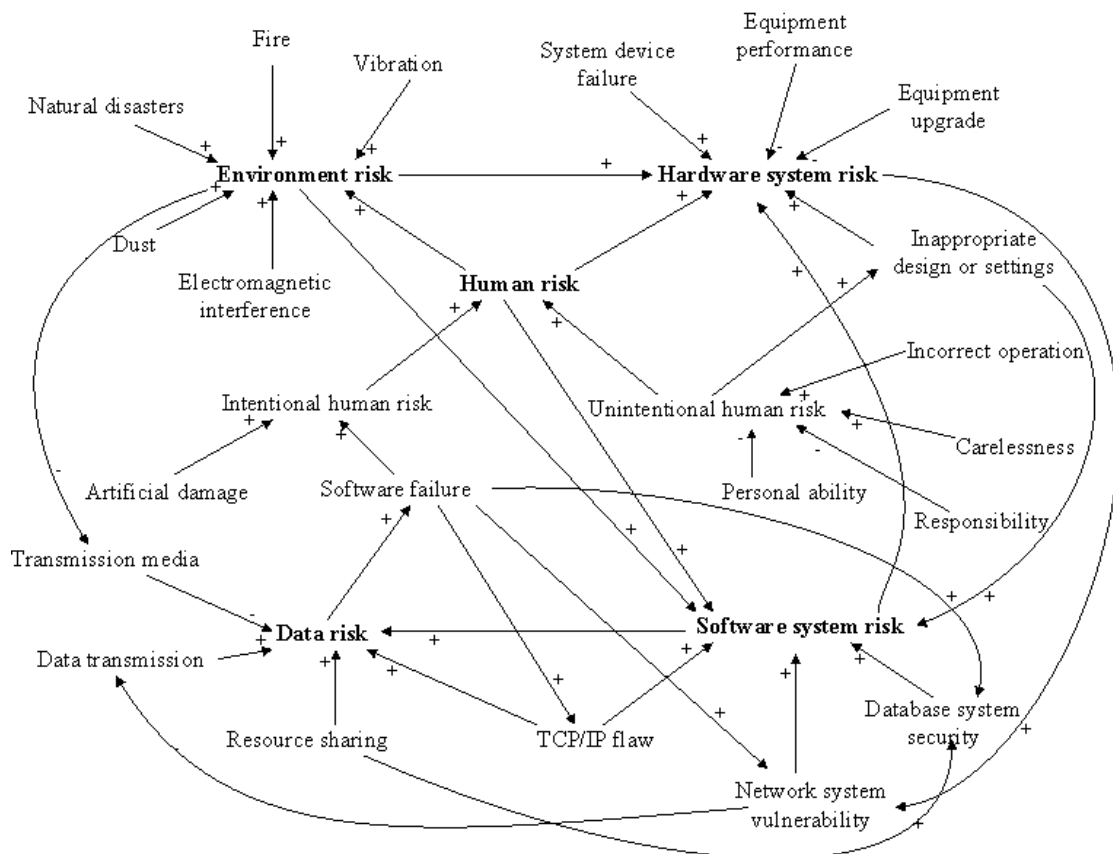 Fire
Vibration
Natural disasters
System device
failure
Equipment
performance
Equipment
upgrade
+
+
+
+
-
-
Environment risk
+
Hardware system risk
+
+
+
+
+
+
Dust
Electromagnetic
interference
Human risk
+
+
Inappropriate
design or settings
+
+
Incorrect operation
Intentional human risk
Unintentional human risk
+
+
+
+
-
-
Carelessness
Artificial damage
Software failure
Personal ability
Responsibility
-
+
+
+
Transmission media
+
+
-
Data risk
Software system risk
+
+
+
+
+
Data transmission
+
+
+
+
+
+
Resource sharing
TCP/IP flaw
Database system
security
+
+
-
Network system
vulnerability
+